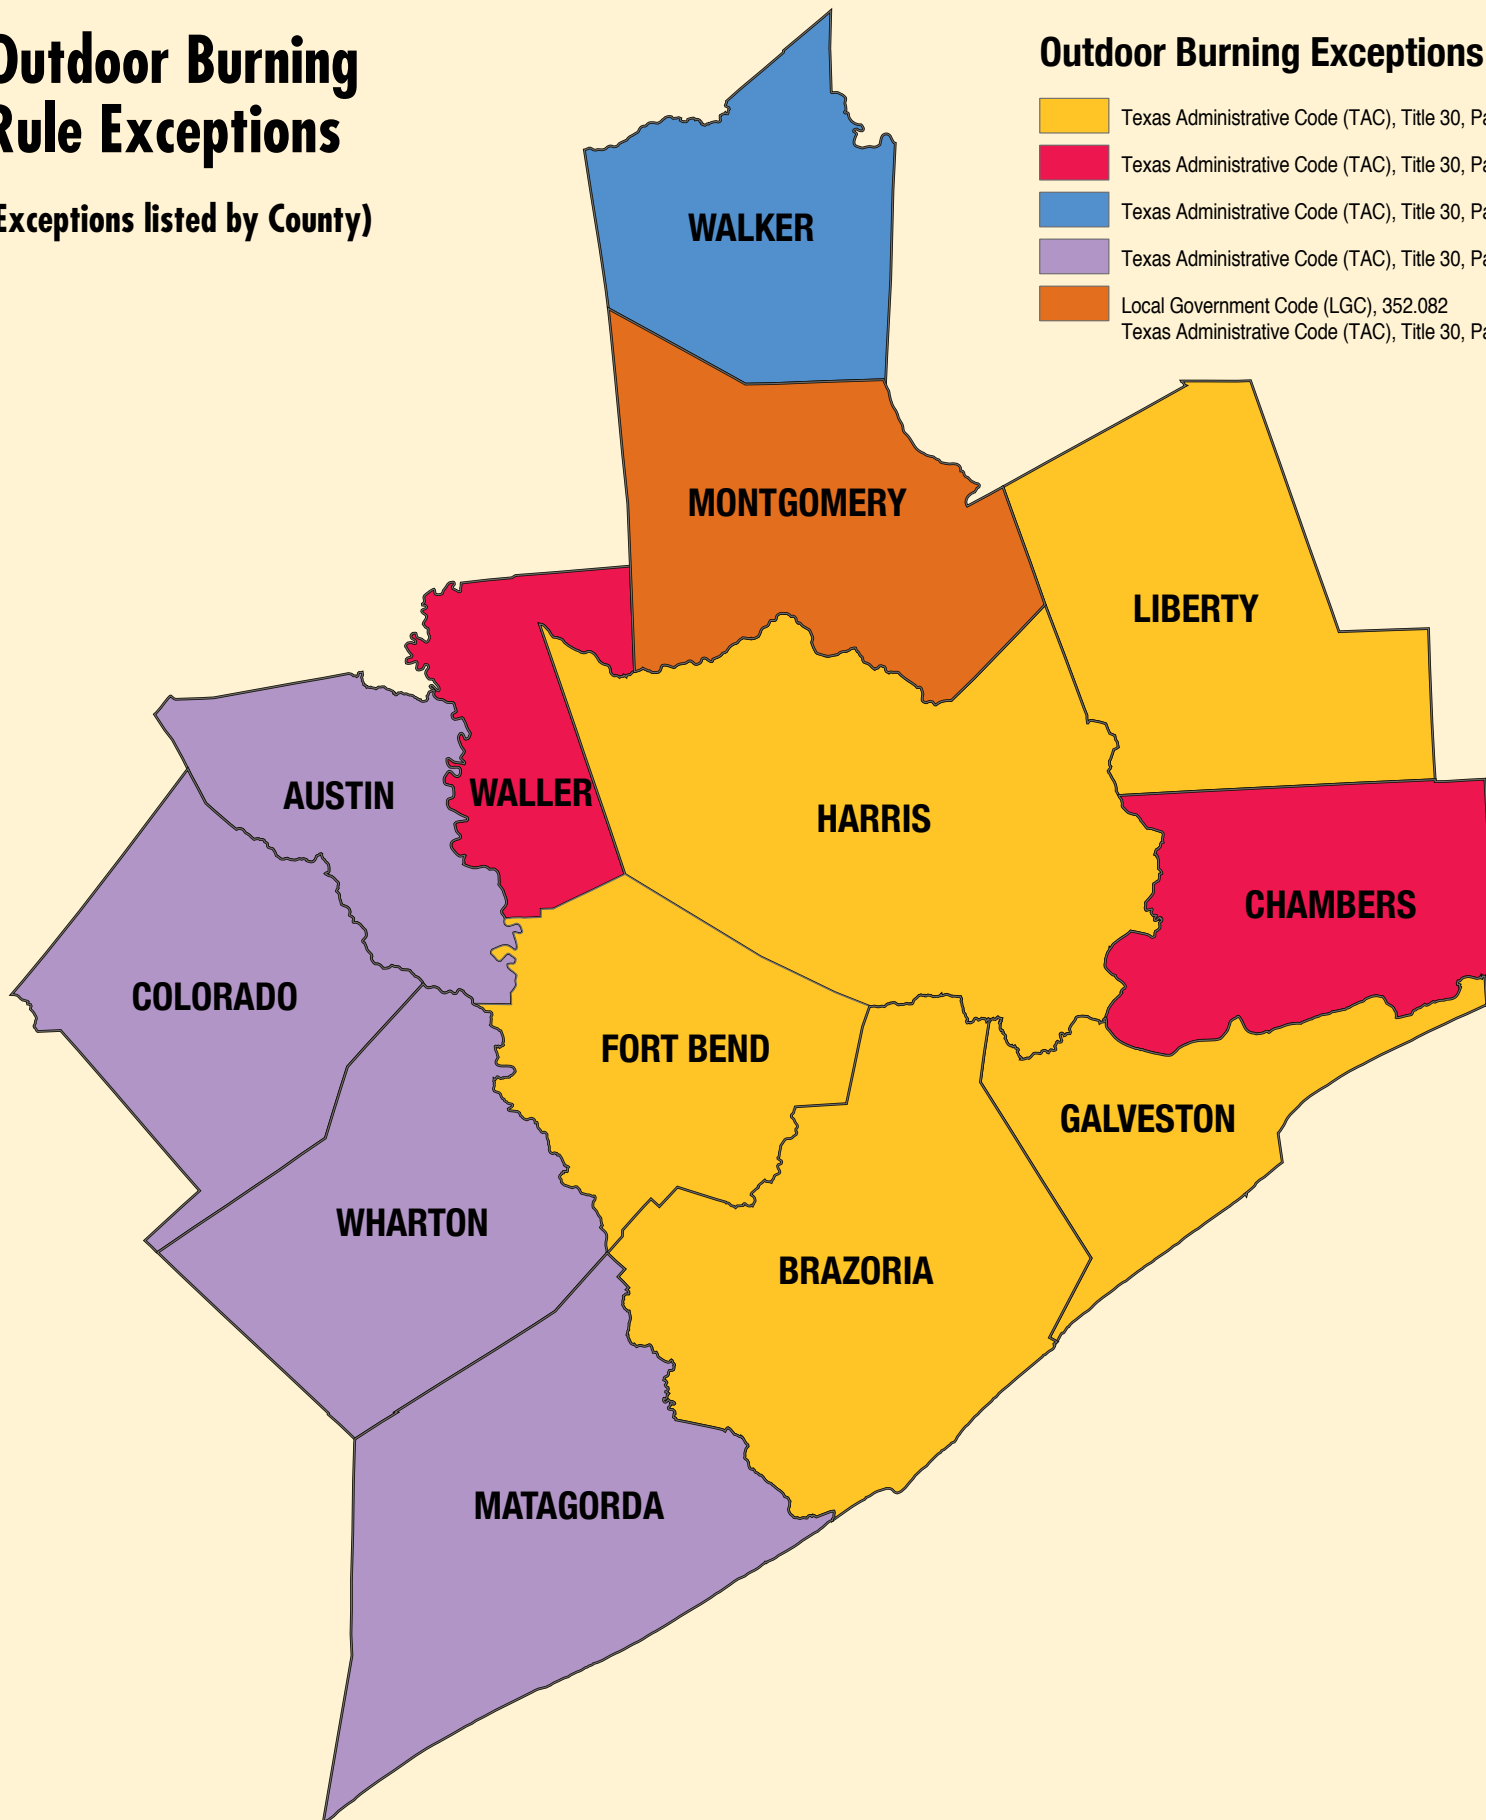 Outdoor Burning
Rule Exceptions
Exceptions listed by County)
Outdoor Burning Exceptions
Texas Administrative Code (TAC), Title 30, Pa
Texas Administrative Code (TAC), Title 30, Pa
Texas Administrative Code (TAC), Title 30, Pa
Texas Administrative Code (TAC), Title 30, Pa
Local Government Code (LGC), 352.082
Texas Administrative Code (TAC), Title 30, Pa
WALKER
MONTGOMERY
LIBERTY
AUSTIN
WALLER
HARRIS
CHAMBERS
COLORADO
FORT BEND
GALVESTON
WHARTON
BRAZORIA
MATAGORDA